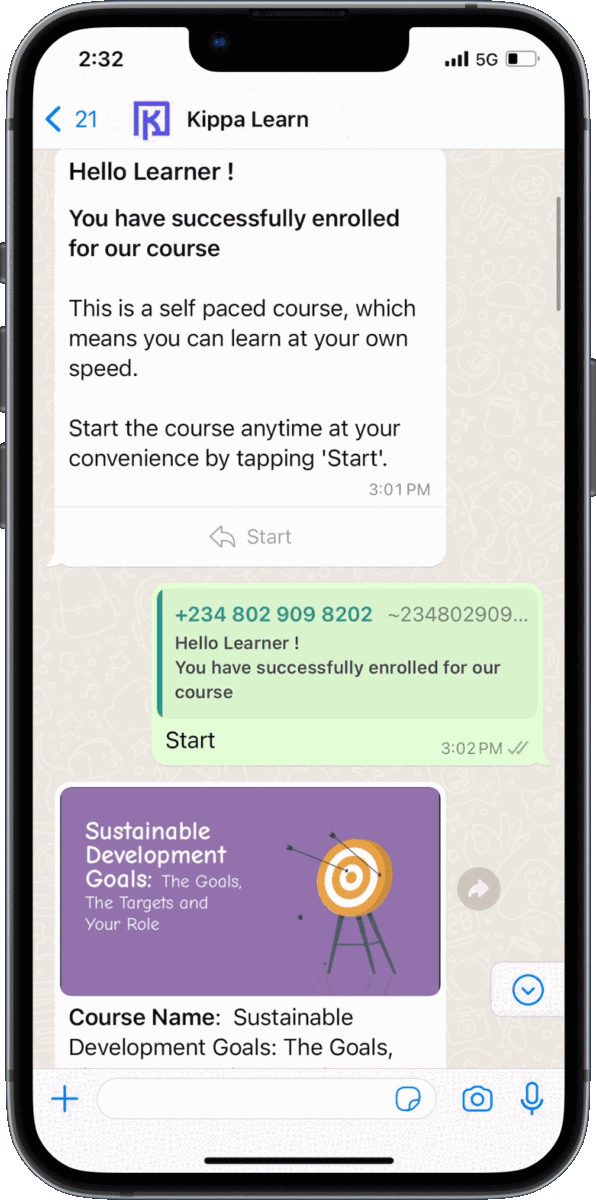 2:32
5G
21
Kippa Learn
Hello Learner !
You have successfully enrolled
for our course
This is a self paced course, which
means you can learn at your own
speed.
Start the course anytime at your
convenience by tapping 'Start'.
3:01 PM
Start
+234 802 909 8202 ~234802909...
Hello Learner !
You have successfully enrolled for our
course
Start
3:02 PM
Sustainable
Development
Goals: The Goals,
The Targets and
Your Role
Course Name: Sustainable
Development Goals: The Goals,